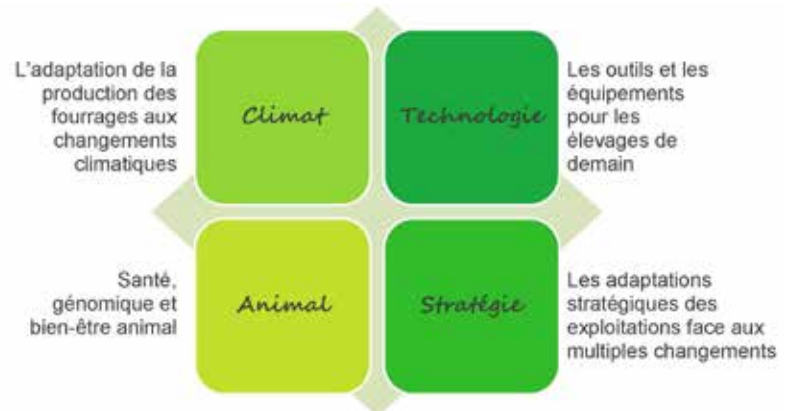 L'adaptation de la
production des
fourrages aux
changements
climatiques
Climat
Technologie
Les outils et les
équipements
pour les
élevages de
demain
Santé,
génomique et
bien-être animal
Animal
Stratégie
Les adaptations
stratégiques des
exploitations face aux
multiples changements